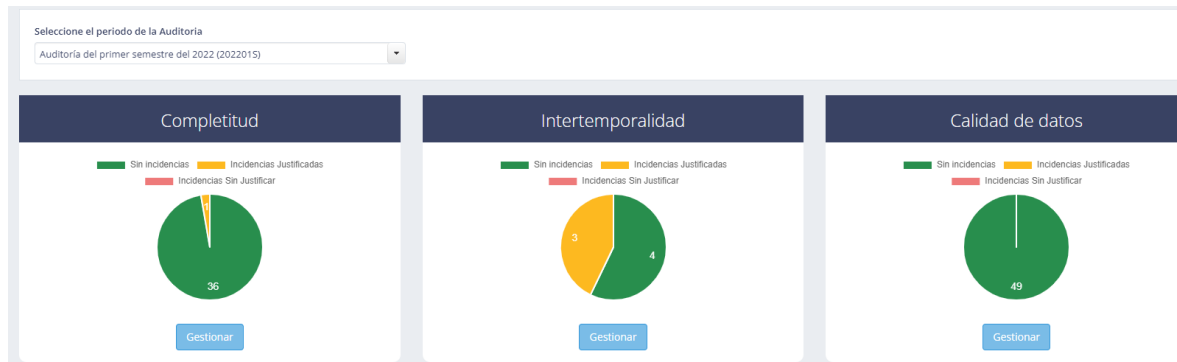 Seleccione el periodo de la Auditoria
Auditoría del primer semestre del 2022 (202201S)
Completitud
Sin incidencias Incidencias Justificadas
Incidencias Sin Justificar
1
36
Gestionar
Intertemporalidad
Sin incidencias Incidencias Justificadas
Incidencias Sin Justificar
3
4
Gestionar
Calidad de datos
Sin incidencias Incidencias Justificadas
Incidencias Sin Justificar
49
Gestionar